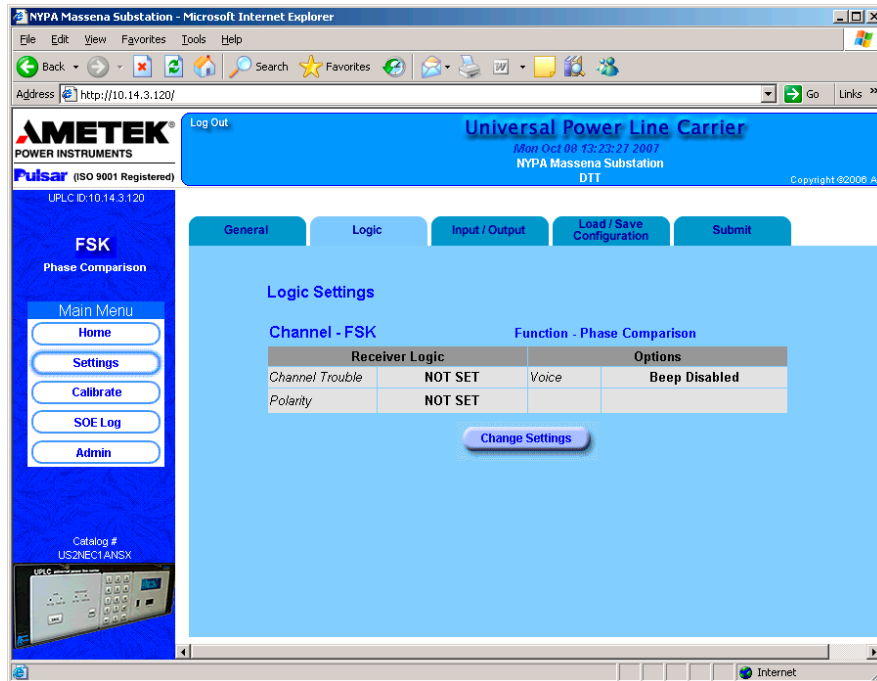 NYPA Massena Substation - Microsoft Internet Explorer
File Edit View Favorites Tools Help
Back Search Favorites
Address http://10.14.3.120/ Go Links »
AMETEK®
POWER INSTRUMENTS
Pulsar (ISO 9001 Registered)
Log Out
Universal Power Line Carrier
Mon Oct 08 13:23:27 2007
NYPA Massena Substation
DTT
Copyright ©2006 A
UPLC ID:10.14.3.120
FSK
Phase Comparison
Main Menu
Home
Settings
Calibrate
SOE Log
Admin
Catalog #
US2NEC1ANSX
UPLC
General Logic Input / Output Load / Save Configuration Submit
Logic Settings
Channel - FSK Function - Phase Comparison
Receiver Logic Options
Channel Trouble NOT SET Voice Beep Disabled
Polarity NOT SET
Change Settings
Internet